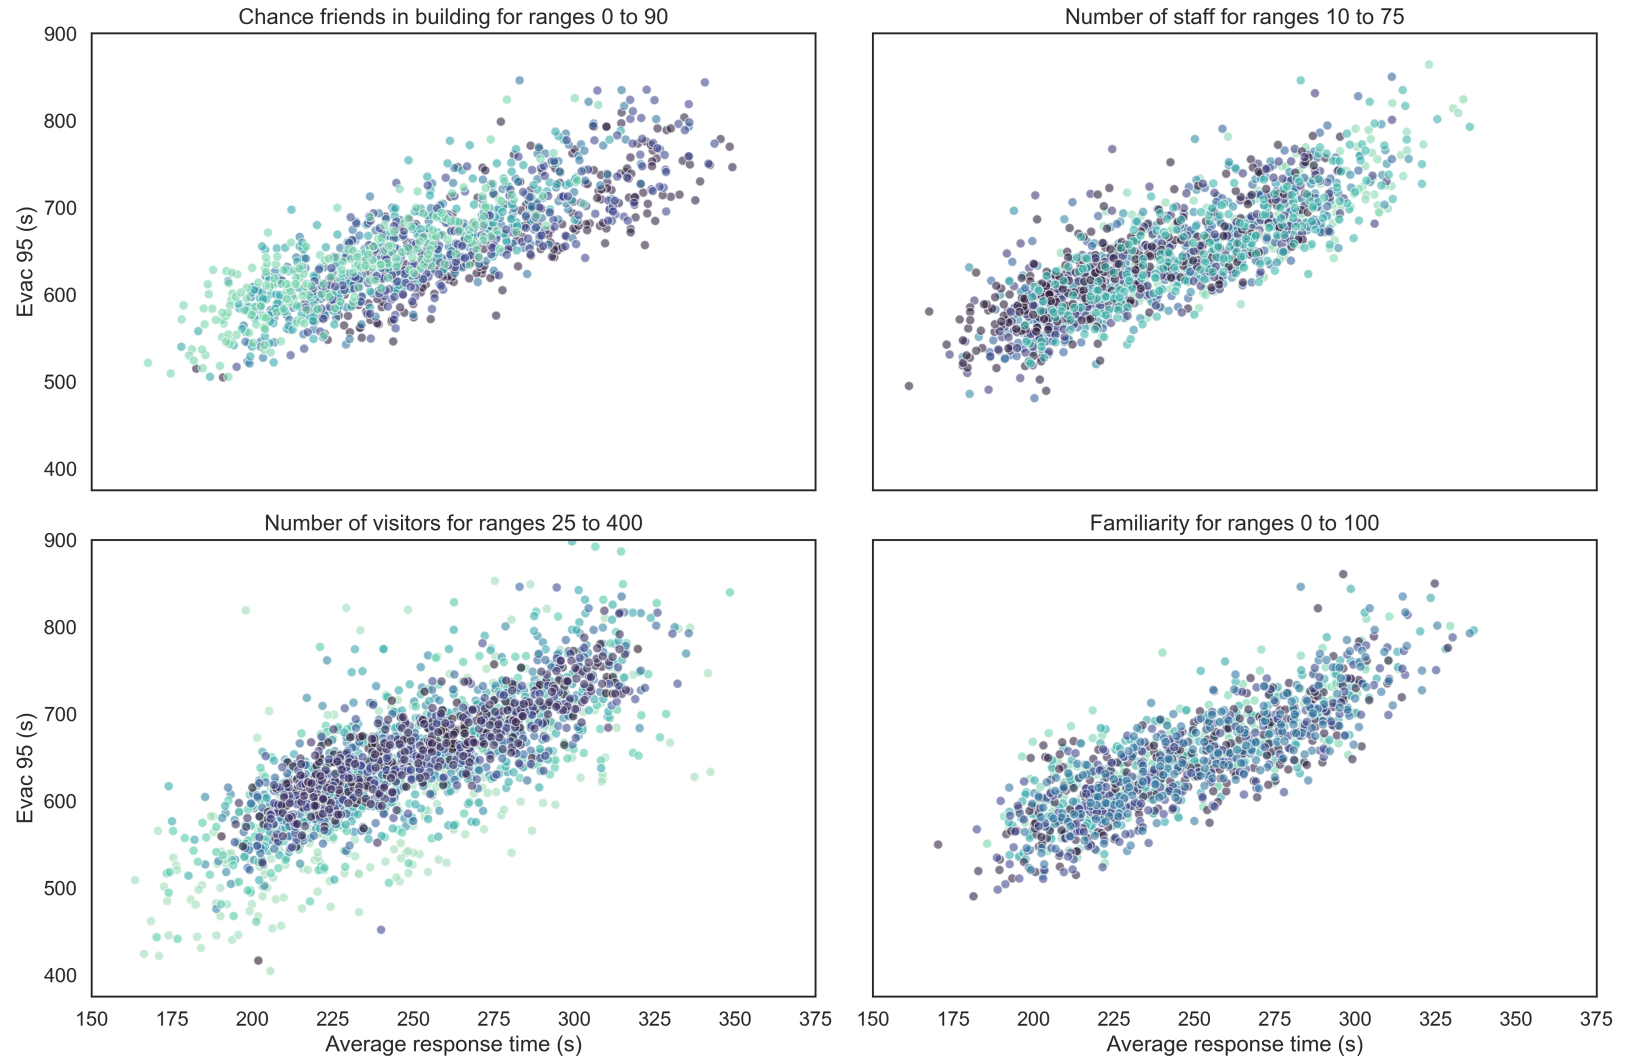 Chance friends in building for ranges 0 to 90
Number of staff for ranges 10 to 75
900
800
700
600
500
400
Evac 95 (s)
Number of visitors for ranges 25 to 400
Familiarity for ranges 0 to 100
900
800
700
600
500
400
Evac 95 (s)
150 175 200 225 250 275 300 325 350 375
150 175 200 225 250 275 300 325 350 375
Average response time (s)
Average response time (s)